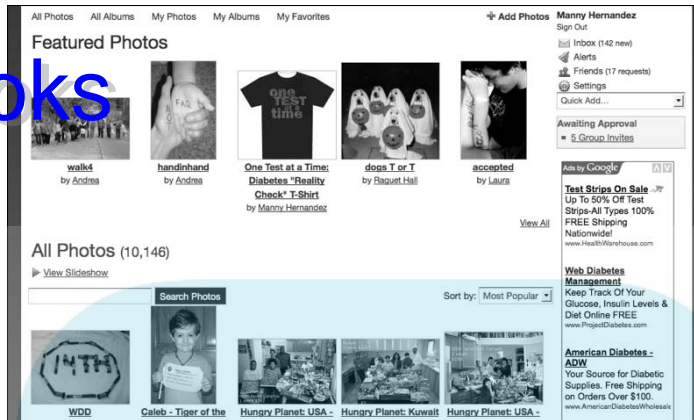 All Photos All Albums My Photos My Albums My Favorites
Add Photos
Featured Photos
oks
walk4
by Andrea
handinhand
by Andrea
one
TEST
at a
time
One Test at a Time:
Diabetes "Reality
Check" T-Shirt
by Manny Hernandez
dogs T or T
by Raguet Hall
accepted
by Laura
View All
All Photos (10,146)
View Slideshow
Search Photos
Sort by: Most Popular
WDD
Caleb - Tiger of the
Hungry Planet: USA -
Hungry Planet: Kuwait
Hungry Planet: USA -
Manny Hernandez
Sign Out
Inbox (142 new)
Alerts
Friends (17 requests)
Settings
Quick Add...
Awaiting Approval
5 Group Invites
Ads by Google
Test Strips On Sale
Up To 50% Off Test
Strips-All Types 100%
FREE Shipping
Nationwide!
www.HealthWarehouse.com
Web Diabetes
Management
Keep Track Of Your
Glucose, Insulin Levels &
Diet Online FREE
www.ProjectDiabetes.com
American Diabetes -
ADW
Your Source for Diabetic
Supplies. Free Shipping
on Orders Over $100.
www.AmericanDiabetesWholesale